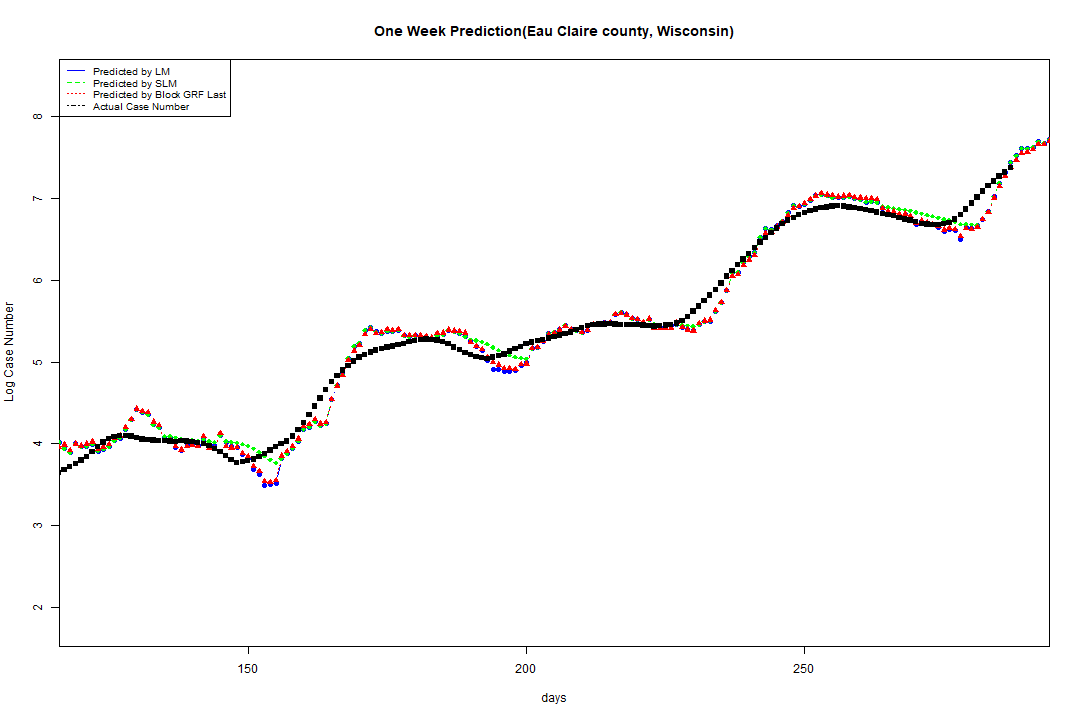 One Week Prediction(Eau Claire county, Wisconsin)
Predicted by LM
Predicted by SLM
Predicted by Block GRF Last
Actual Case Number
8
7
6
5
4
3
2
Log Case Number
150 200 250
days